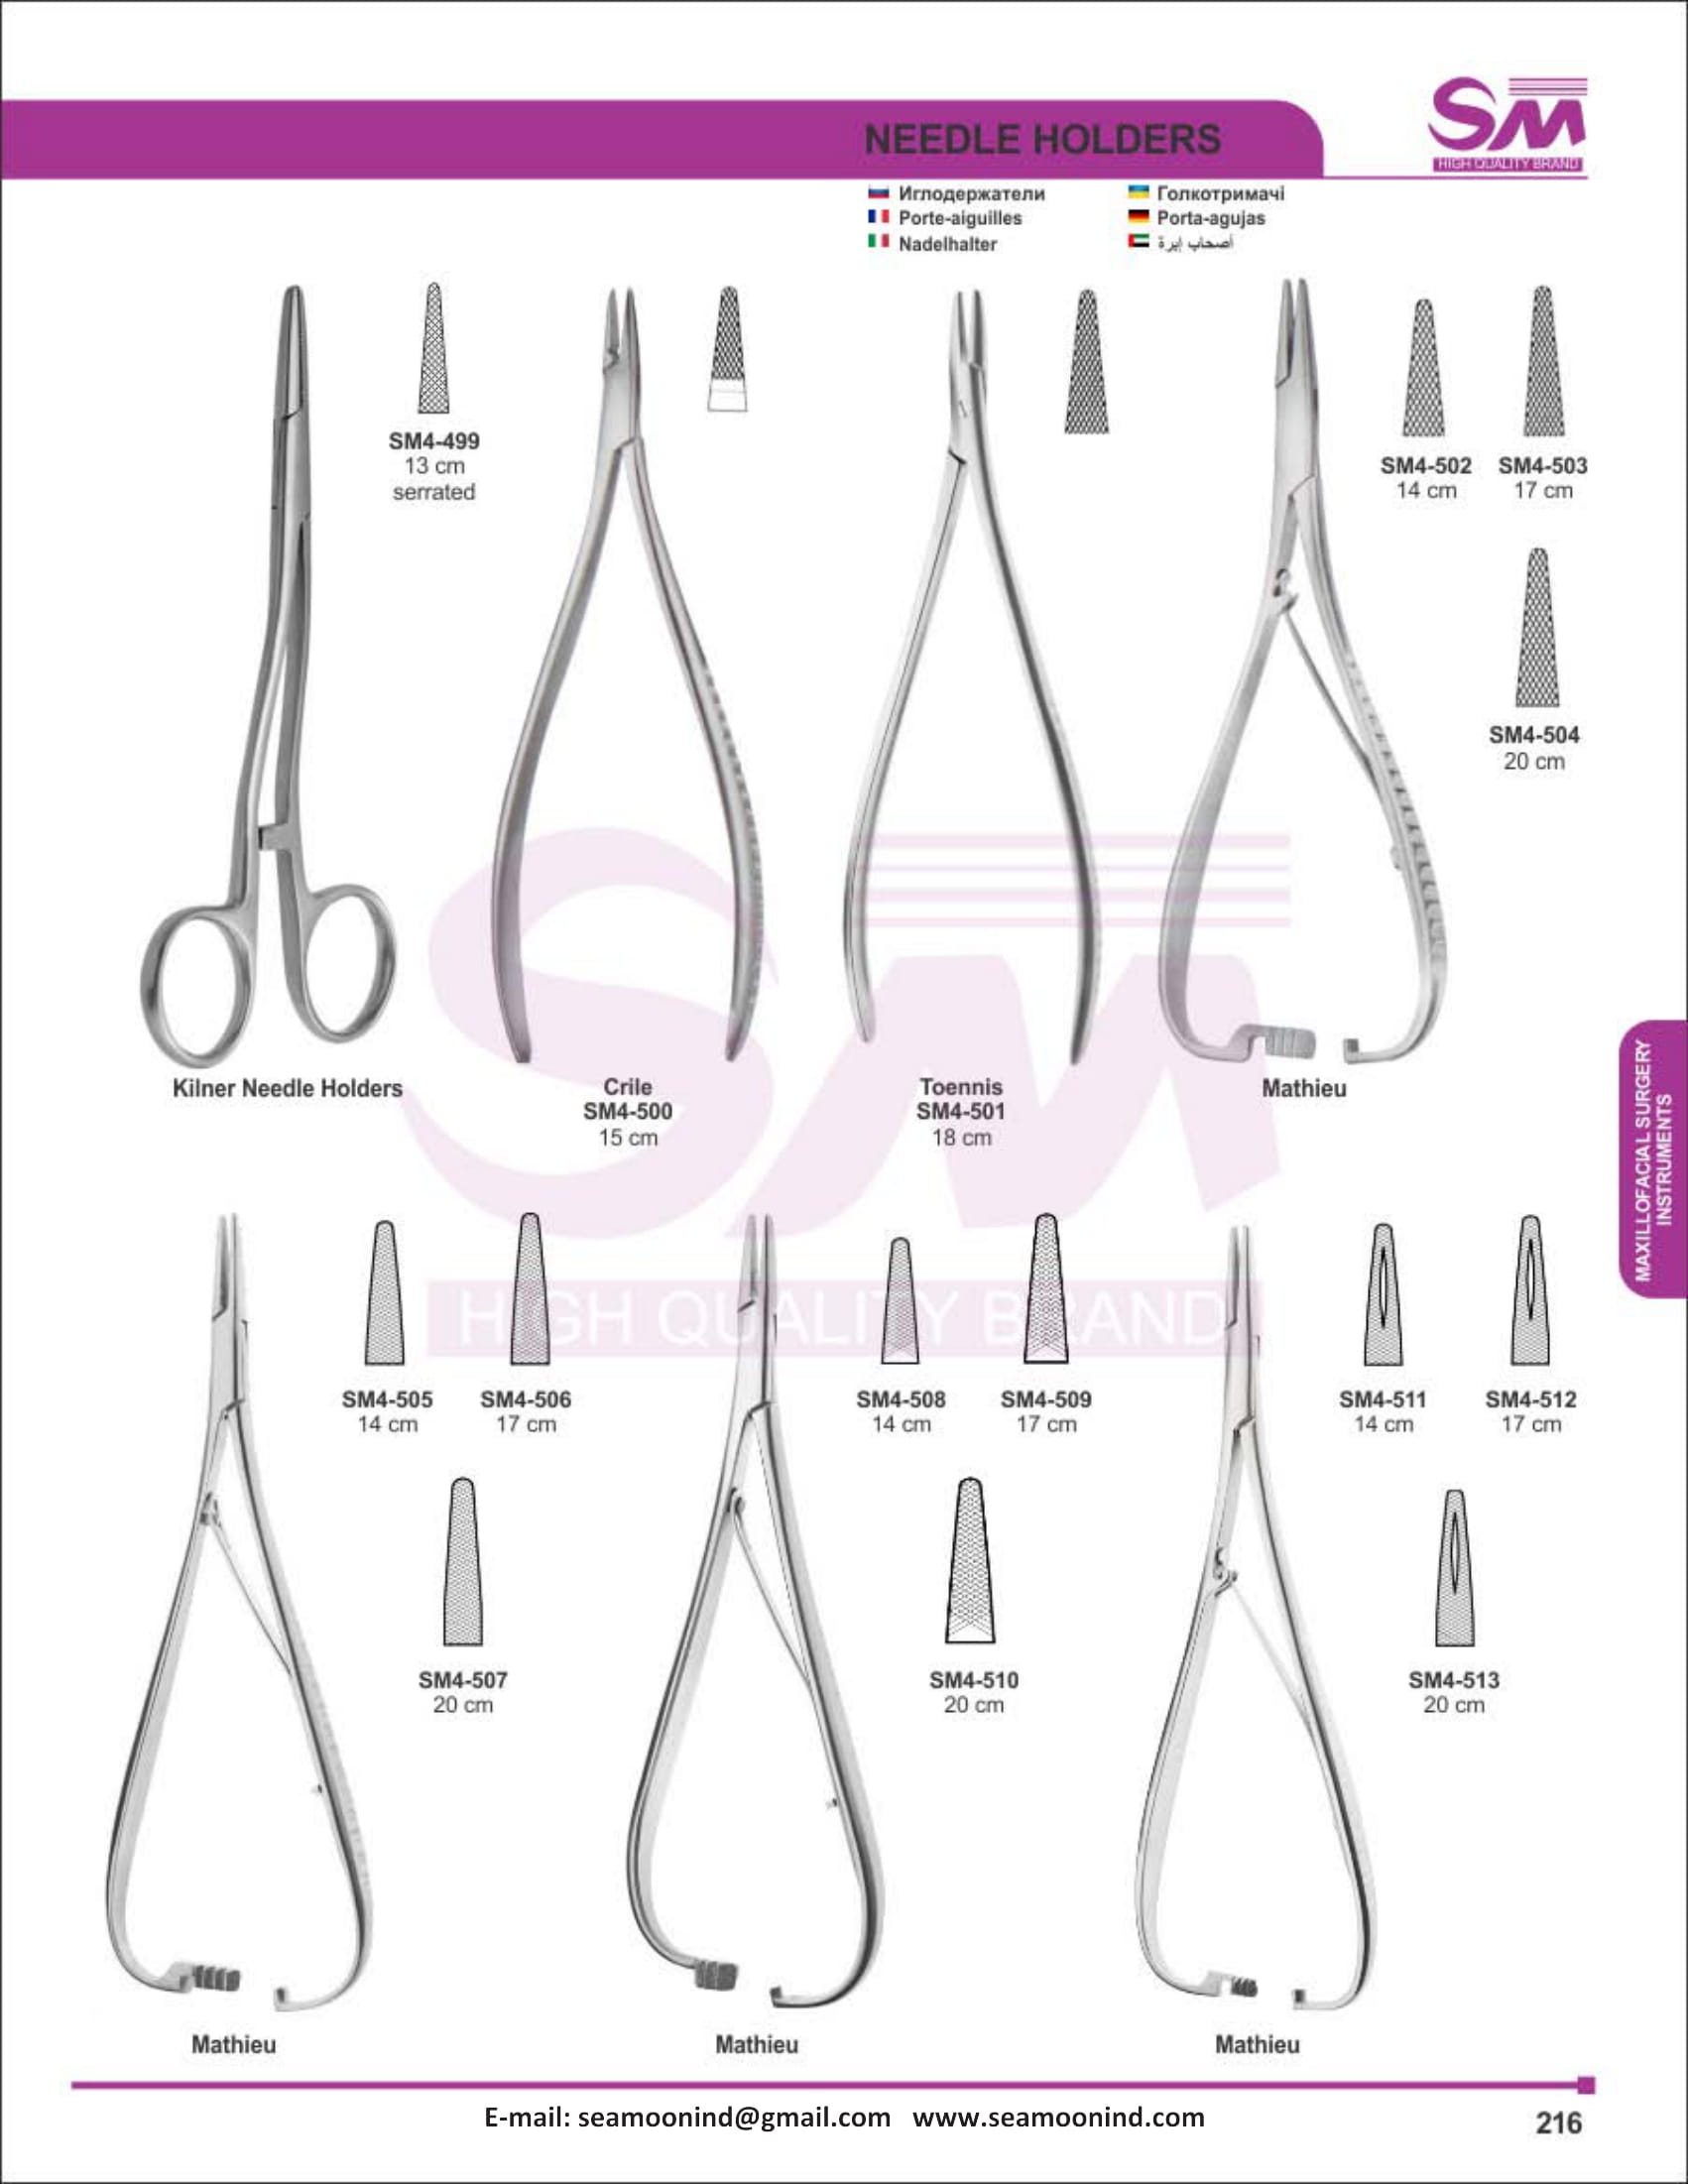 SM
HIGH QUALITY BRAND
NEEDLE HOLDERS
Иглодержатели
Голкотримачі
Porte-aiguilles
Porta-agujas
Nadelhalter
أصحاب إبرة
SM4-499
13 cm
serrated
SM4-502
14 cm
SM4-503
17 cm
SM4-504
20 cm
Kilner Needle Holders
Crile
SM4-500
15 cm
Toennis
SM4-501
18 cm
Mathieu
MAXILLOFACIAL SURGERY
INSTRUMENTS
SM
HIGH QUALITY BRAND
SM4-505
14 cm
SM4-506
17 cm
SM4-507
20 cm
SM4-508
14 cm
SM4-509
17 cm
SM4-510
20 cm
SM4-511
14 cm
SM4-512
17 cm
SM4-513
20 cm
Mathieu
Mathieu
Mathieu
E-mail: seamoonind@gmail.com www.seamoonind.com
216